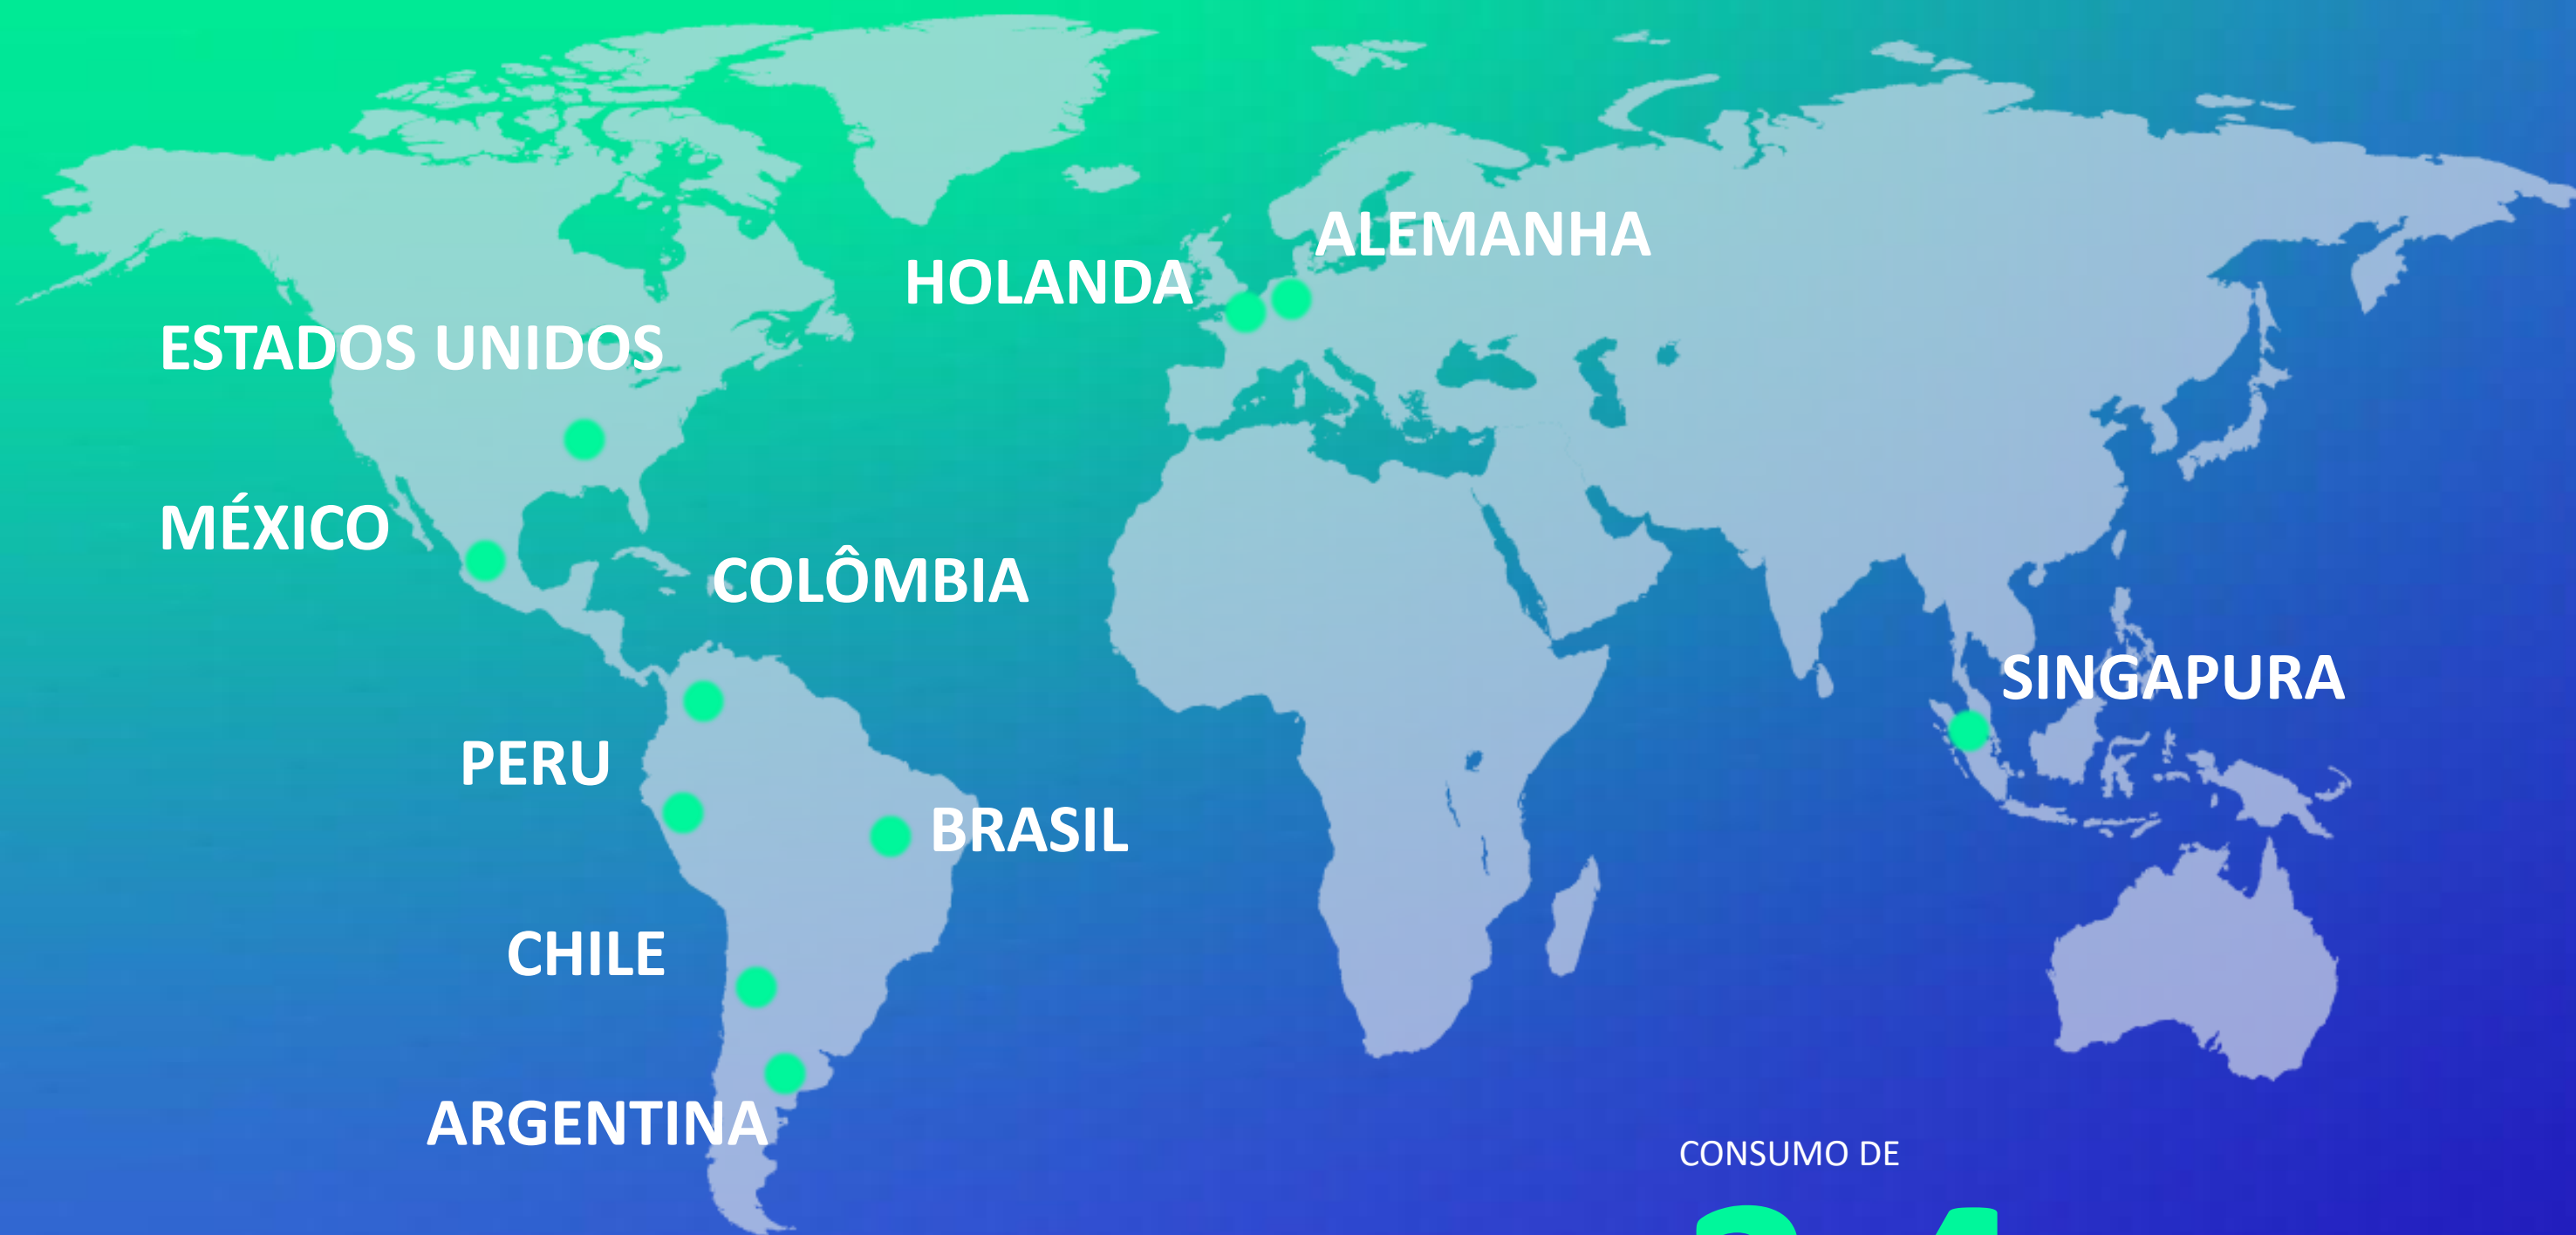 ALEMANHA
HOLANDA
ESTADOS UNIDOS
MÉXICO
COLÔMBIA
SINGAPURA
PERU
BRASIL
CHILE
ARGENTINA
CONSUMO DE